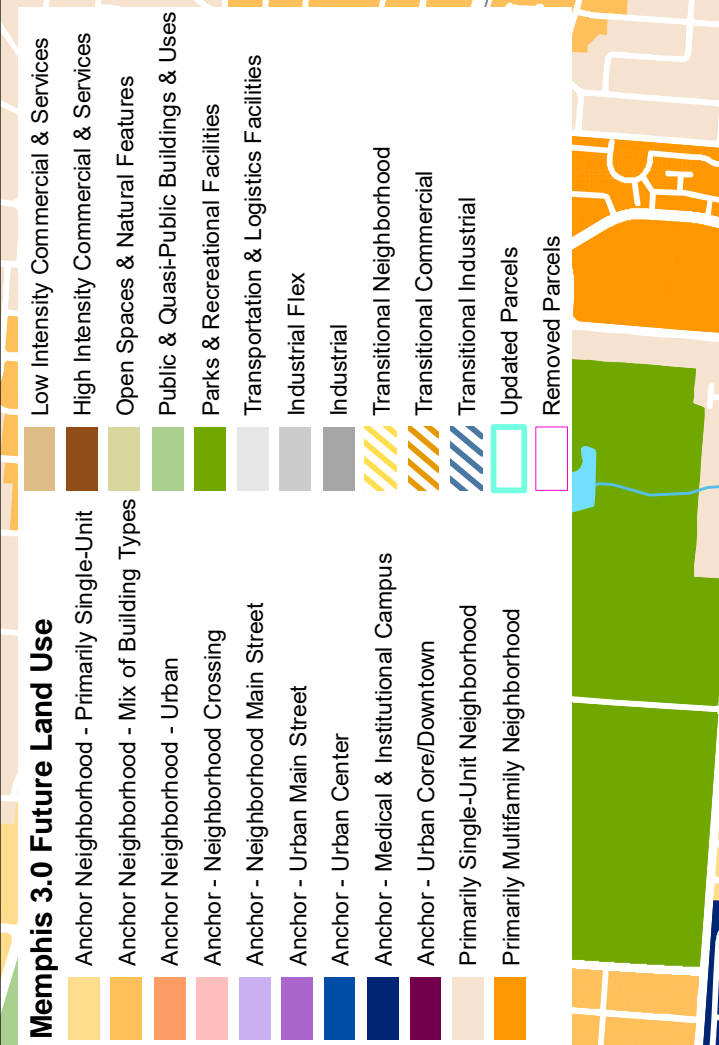 Memphis 3.0 Future Land Use
Anchor Neighborhood - Primarily Single-Unit
Anchor Neighborhood - Mix of Building Types
Anchor Neighborhood - Urban
Anchor - Neighborhood Crossing
Anchor - Neighborhood Main Street
Anchor - Urban Main Street
Anchor - Urban Center
Anchor - Medical & Institutional Campus
Anchor - Urban Core/Downtown
Primarily Single-Unit Neighborhood
Primarily Multifamily Neighborhood
Low Intensity Commercial & Services
High Intensity Commercial & Services
Open Spaces & Natural Features
Public & Quasi-Public Buildings & Uses
Parks & Recreational Facilities
Transportation & Logistics Facilities
Industrial Flex
Industrial
Transitional Neighborhood
Transitional Commercial
Transitional Industrial
Updated Parcels
Removed Parcels